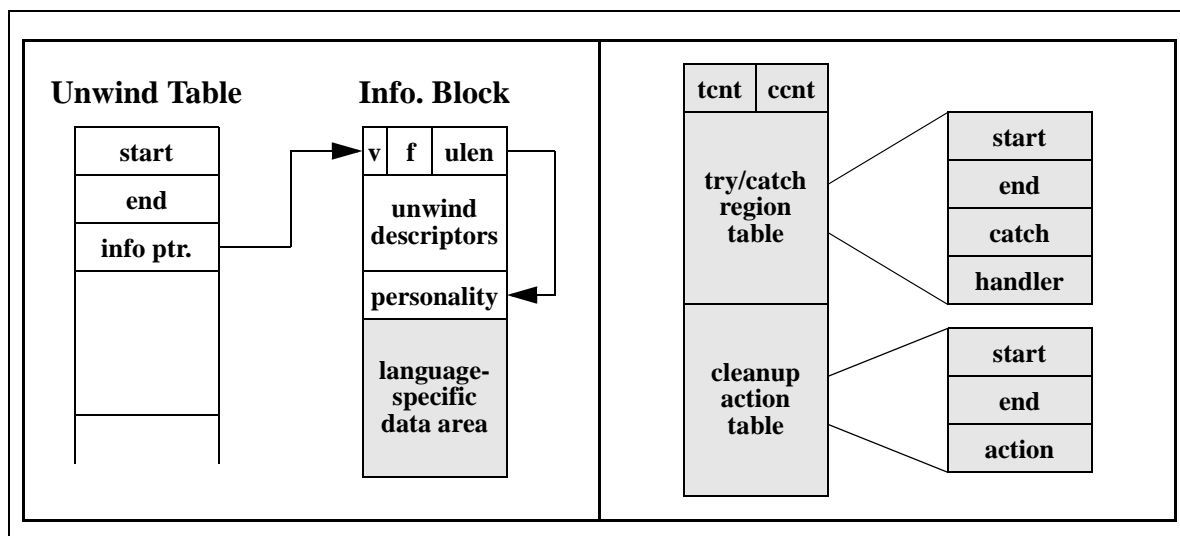 Unwind Table
start
end
info ptr.
Info. Block
v f ulen
unwind
descriptors
personality
language-
specific
data area
tcnt ccnt
try/catch
region
table
cleanup
action
table
start
end
catch
handler
start
end
action